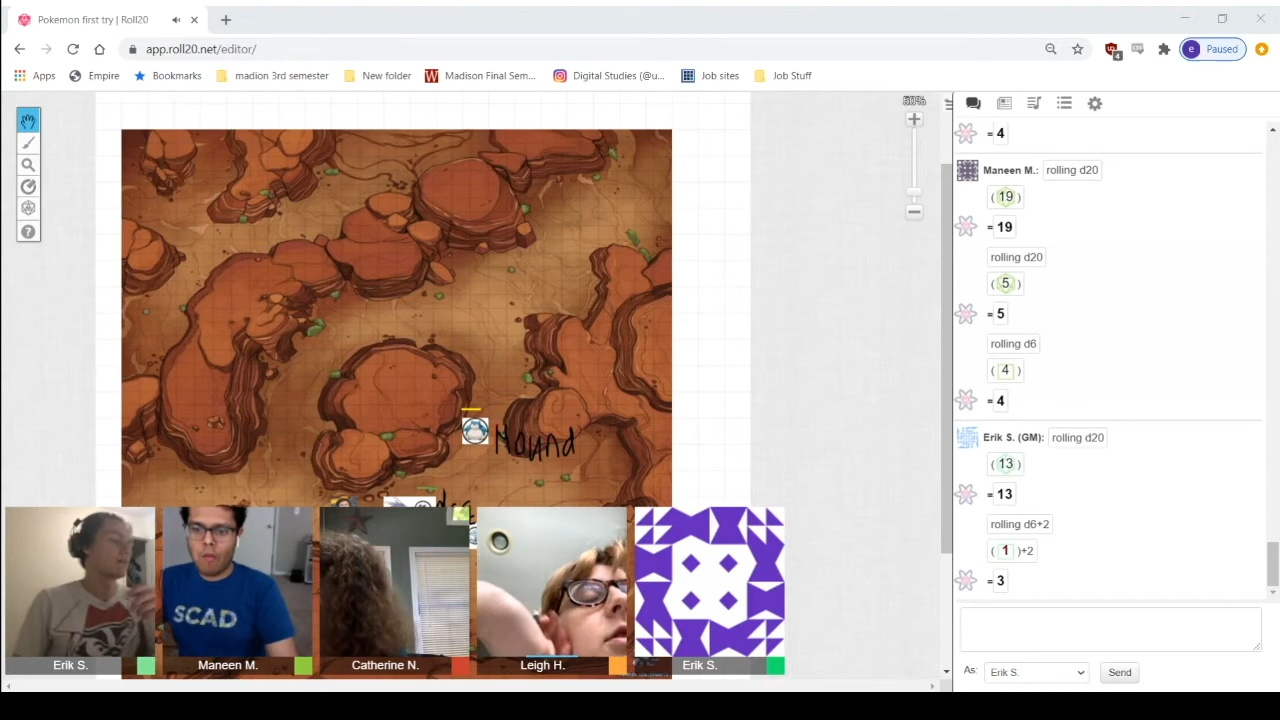 Pokemon first try | Roll20
app.roll20.net/editor/
4
e Paused
Apps Empire Bookmarks madion 3rd semester New folder Madison Final Sem... Digital Studies (@u... Job sites Job Stuff
60%
= 4
Maneen M.: rolling d20
( 19 )
= 19
rolling d20
( 5 )
= 5
rolling d6
( 4 )
= 4
Erik S. (GM): rolling d20
( 13 )
= 13
rolling d6+2
( 1 )+2
= 3
Mound
SCAD
Erik S. Maneen M. Catherine N. Leigh H. Erik S.
As: Erik S. Send